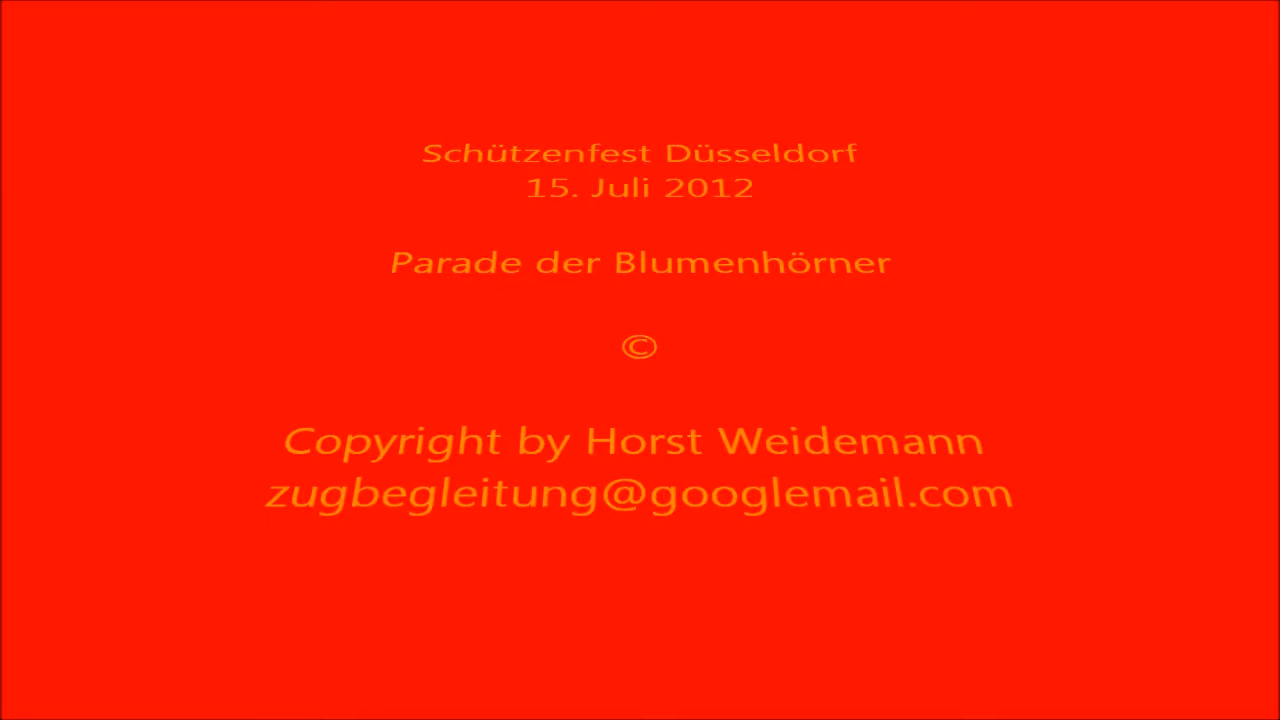 Schützenfest Düsseldorf
15. Juli 2012
Parade der Blumenhörner
©
Copyright by Horst Weidemann
zugbegleitung@googlemail.com